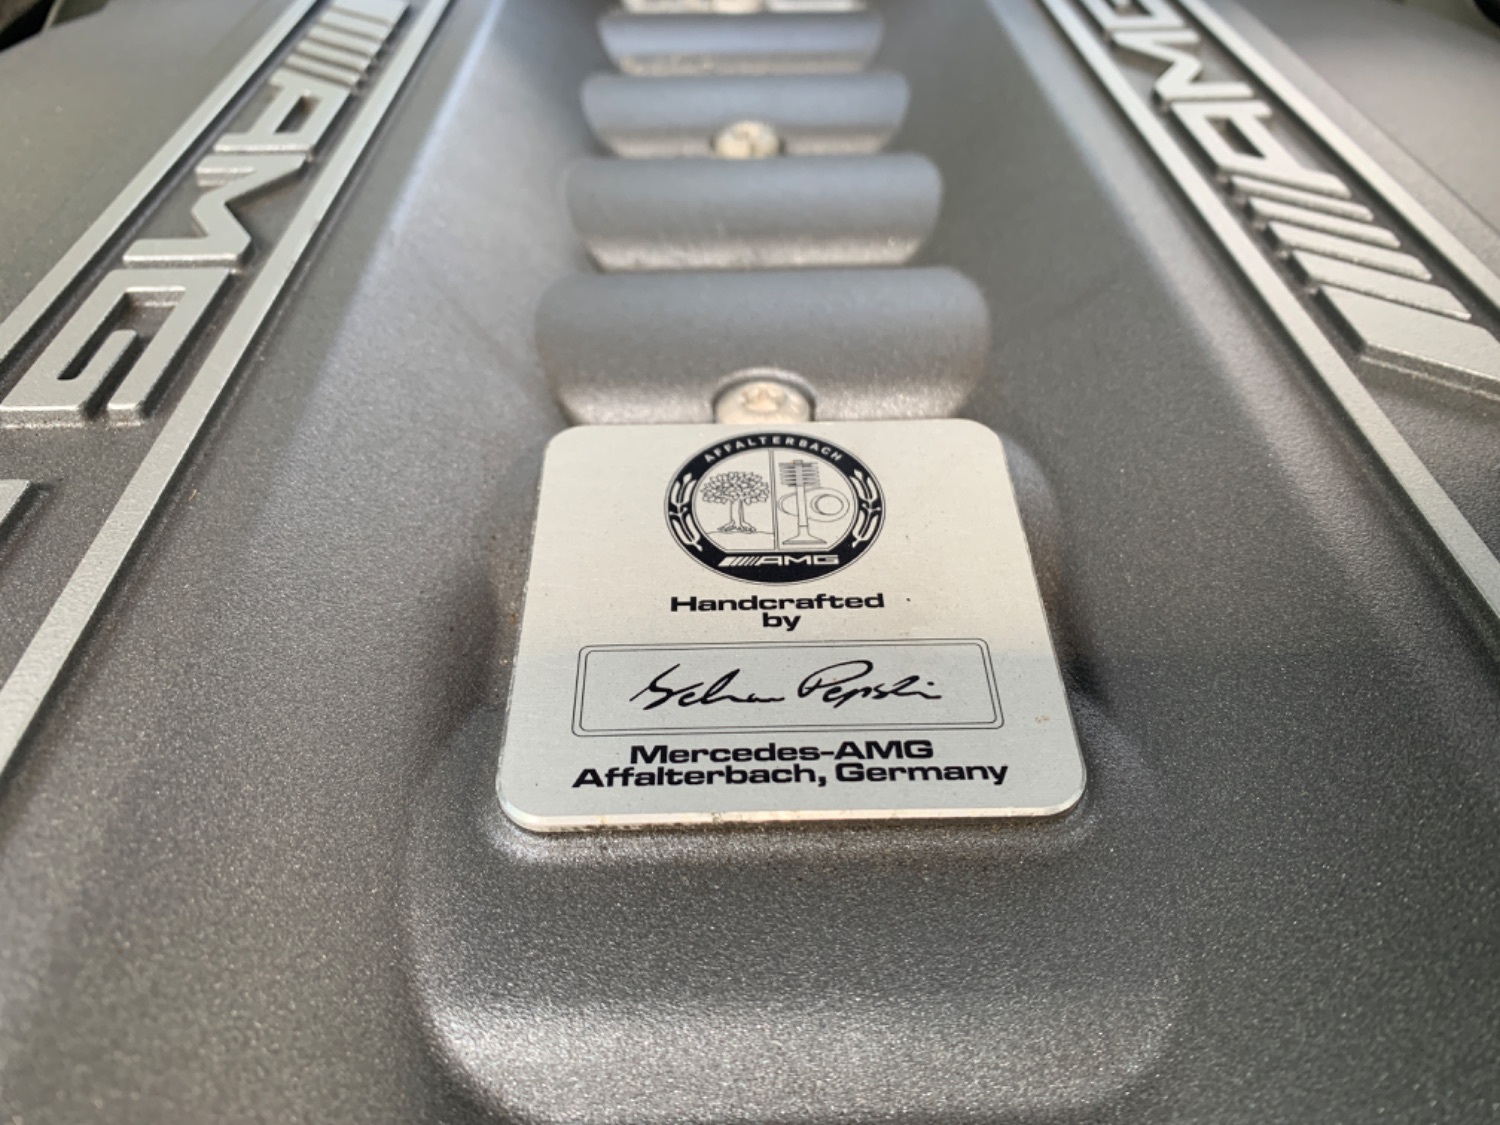 AMG
AMG
AFFALTERBACH
AMG
Handcrafted
by
Mercedes-AMG
Affalterbach, Germany